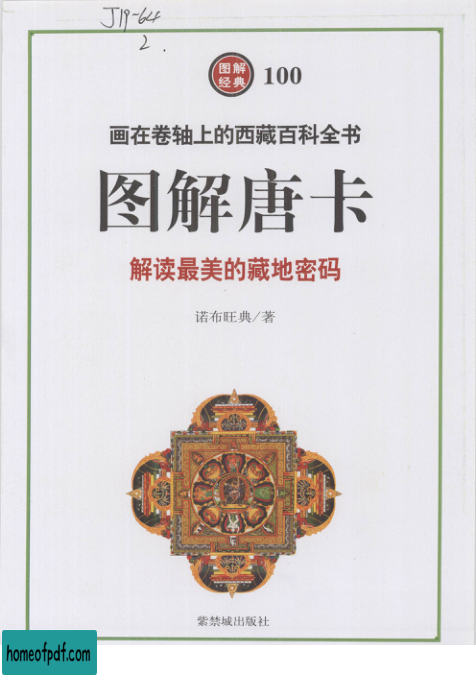 J19-64
2.
图解
经典
100
画在卷轴上的西藏百科全书
图解唐卡
解读最美的藏地密码
诺布旺典/著
紫禁城出版社
homeofpdf.com